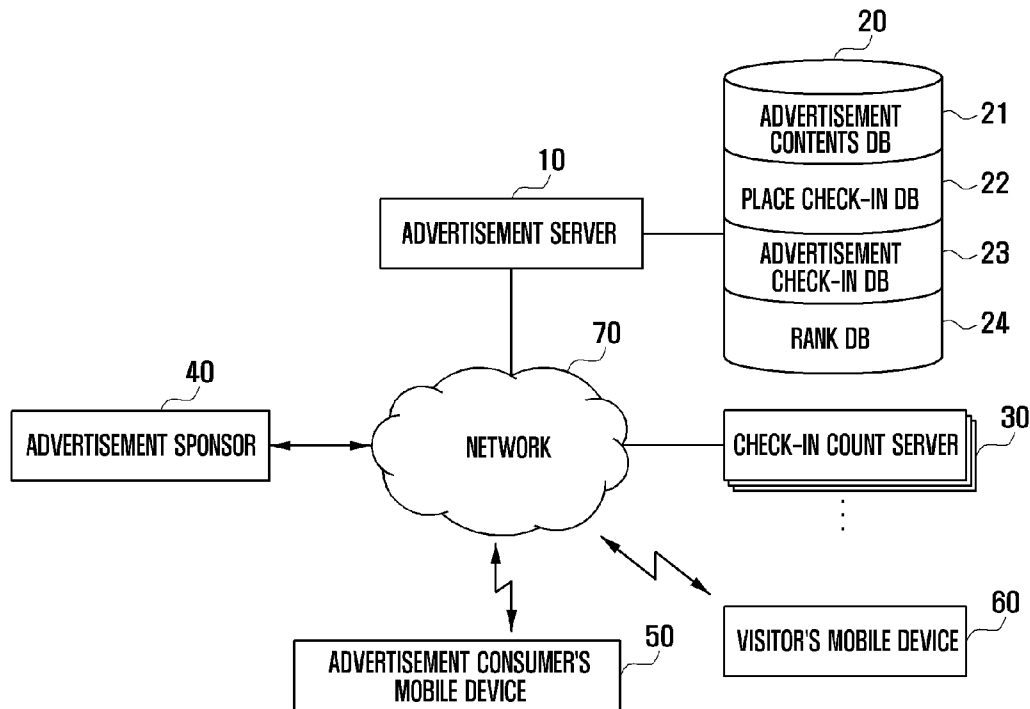 20
ADVERTISEMENT
CONTENTS DB
21
10
PLACE CHECK-IN DB
22
ADVERTISEMENT SERVER
ADVERTISEMENT
CHECK-IN DB
23
RANK DB
24
70
40
ADVERTISEMENT SPONSOR
NETWORK
CHECK-IN COUNT SERVER
30
60
VISITOR'S MOBILE DEVICE
50
ADVERTISEMENT CONSUMER'S
MOBILE DEVICE